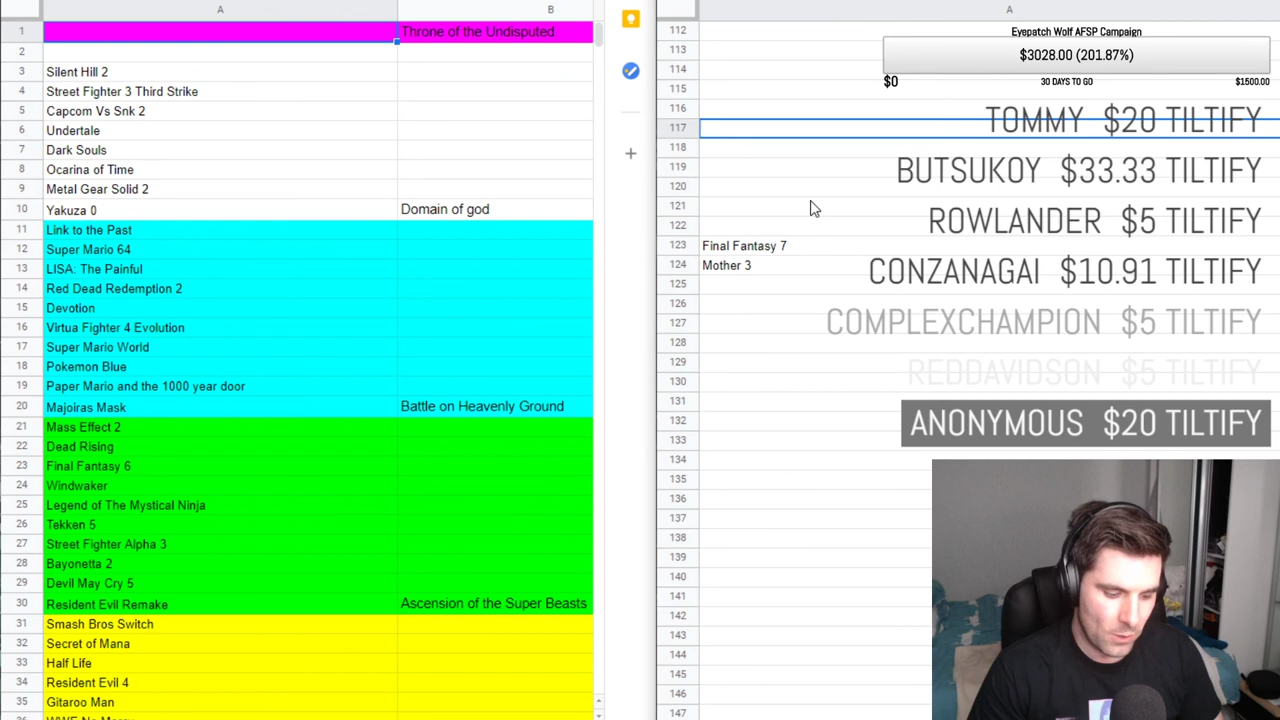 A B
1 Throne of the Undisputed
2
3 Silent Hill 2
4 Street Fighter 3 Third Strike
5 Capcom Vs Snk 2
6 Undertale
7 Dark Souls
8 Ocarina of Time
9 Metal Gear Solid 2
10 Yakuza 0 Domain of god
11 Link to the Past
12 Super Mario 64
13 LISA: The Painful
14 Red Dead Redemption 2
15 Devotion
16 Virtua Fighter 4 Evolution
17 Super Mario World
18 Pokemon Blue
19 Paper Mario and the 1000 year door
20 Majoiras Mask Battle on Heavenly Ground
21 Mass Effect 2
22 Dead Rising
23 Final Fantasy 6
24 Windwaker
25 Legend of The Mystical Ninja
26 Tekken 5
27 Street Fighter Alpha 3
28 Bayonetta 2
29 Devil May Cry 5
30 Resident Evil Remake Ascension of the Super Beasts
31 Smash Bros Switch
32 Secret of Mana
33 Half Life
34 Resident Evil 4
35 Gitaroo Man
A
112
Eyepatch Wolf AFSP Campaign
113
$3028.00 (201.87%)
114
$0 30 DAYS TO GO $1500.00
115
116
TOMMY $20 TILTIFY
117
118
119
BUTSUKOY $33.33 TILTIFY
120
121
122
ROWLANDER $5 TILTIFY
123 Final Fantasy 7
124 Mother 3
CONZANAGAI $10.91 TILTIFY
125
126
127
COMPLEXCHAMPION $5 TILTIFY
128
129
REDDAVIDSON $5 TILTIFY
130
131
132
ANONYMOUS $20 TILTIFY
133
134
135
136
137
138
139
140
141
142
143
144
145
146
147